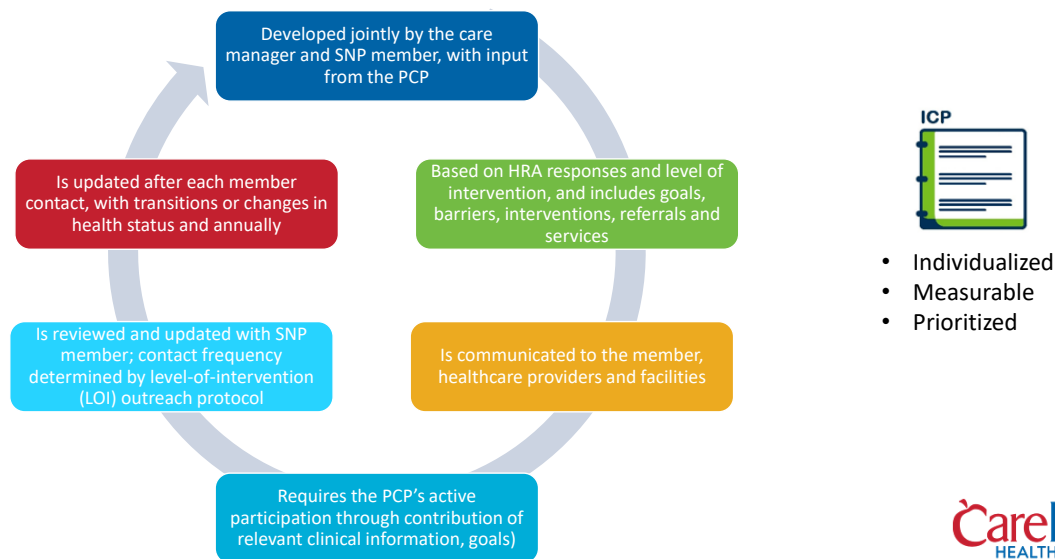 Developed jointly by the care
manager and SNP member, with input
from the PCP
Based on HRA responses and level of
intervention, and includes goals,
barriers, interventions, referrals and
services
Is communicated to the member,
healthcare providers and facilities
Requires the PCP’s active
participation through contribution of
relevant clinical information, goals)
Is reviewed and updated with SNP
member; contact frequency
determined by level-of-intervention
(LOI) outreach protocol
Is updated after each member
contact, with transitions or changes in
health status and annually
ICP
• Individualized
• Measurable
• Prioritized
HEALTH